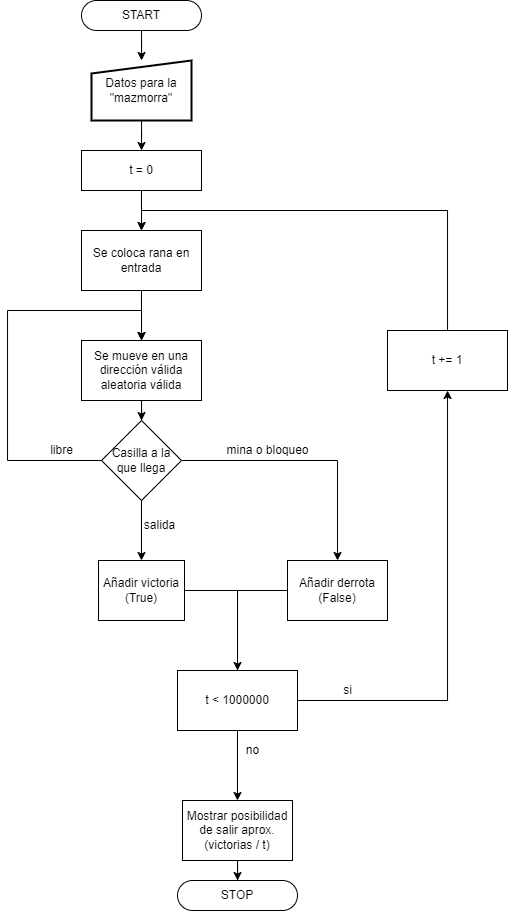 START
Datos para la
"mazmorra"
t = 0
Se coloca rana en
entrada
Se mueve en una
dirección válida
aleatoria válida
t += 1
libre
Casilla a la
que llega
mina o bloqueo
salida
Añadir victoria
(True)
Añadir derrota
(False)
t < 1000000
si
no
Mostrar posibilidad
de salir aprox.
(victorias / t)
STOP